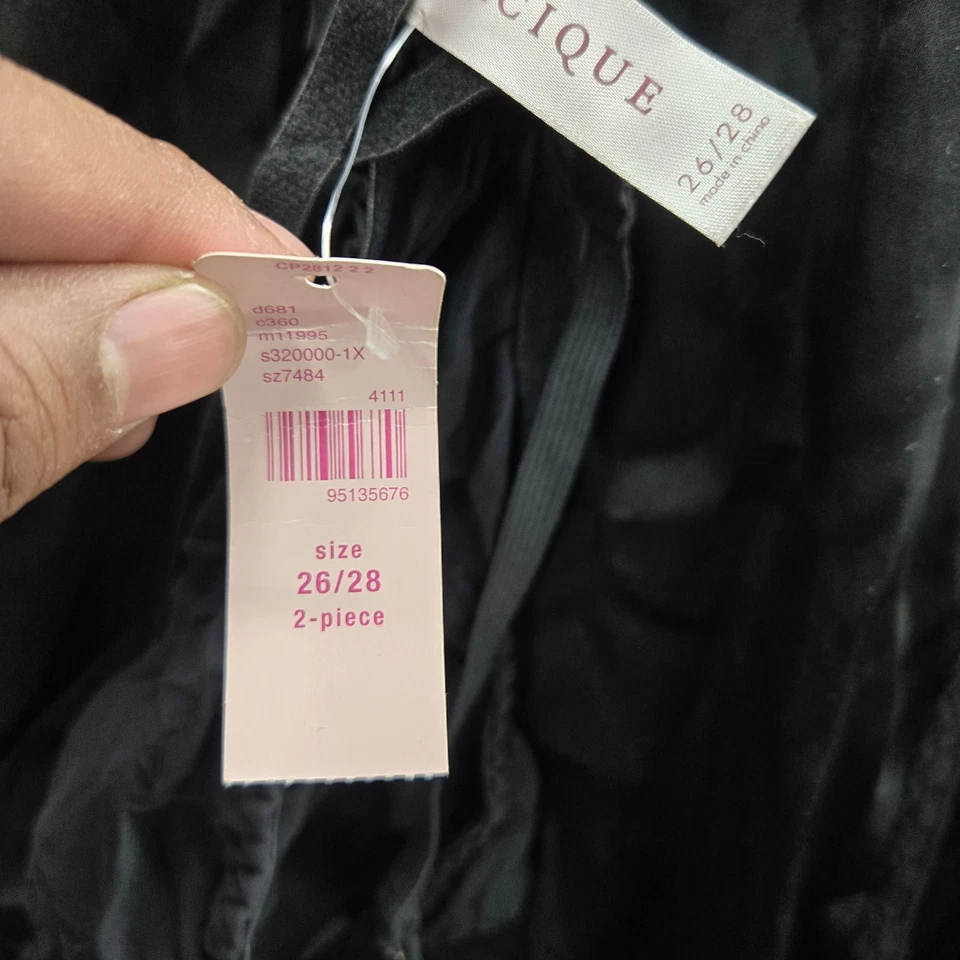 CIQUE
26/28
made in china
CP2812 2 2
d681
c360
m11995
s320000-1X
sz7484
4111
95135676
size
26/28
2-piece